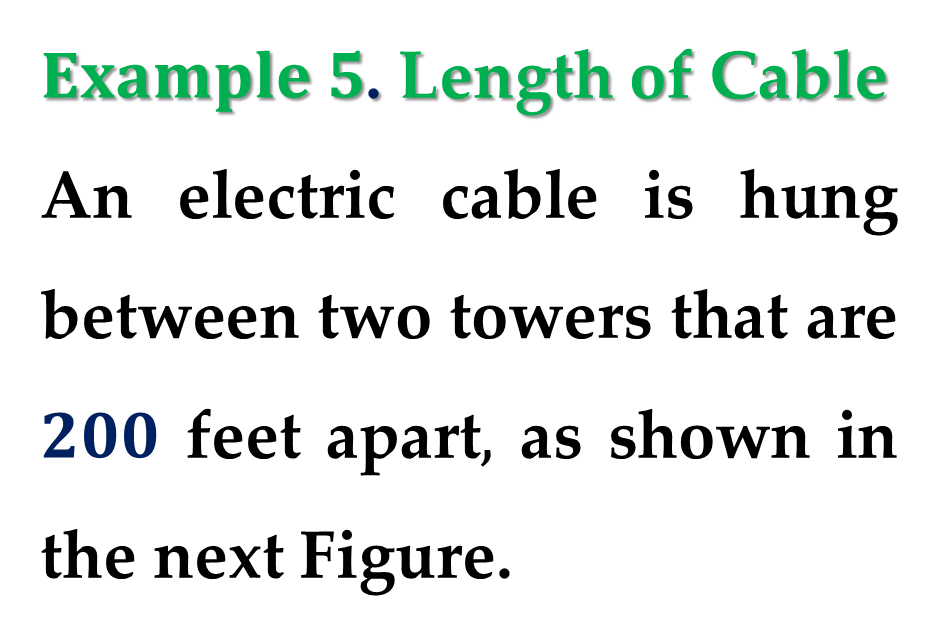 Example 5. Length of Cable
An electric cable is hung
between two towers that are
200 feet apart, as shown in
the next Figure.